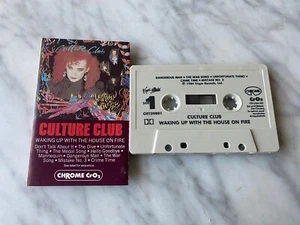 Culture Club
CULTURE CLUB
WAKING UP WITH THE HOUSE ON FIRE
Don't Talk About It • The Dive • Unfortunate
Thing • The Medal Song • Hello Goodbye •
Mannequin • Dangerous Man • The War
Song • Mistake No. 3 • Crime Time
CHROME CrO2
DANGEROUS MAN • THE WAR SONG • UNFORTUNATE THING •
CRIME TIME • MISTAKE NO. 3
1
CULTURE CLUB
WAKING UP WITH THE HOUSE ON FIRE